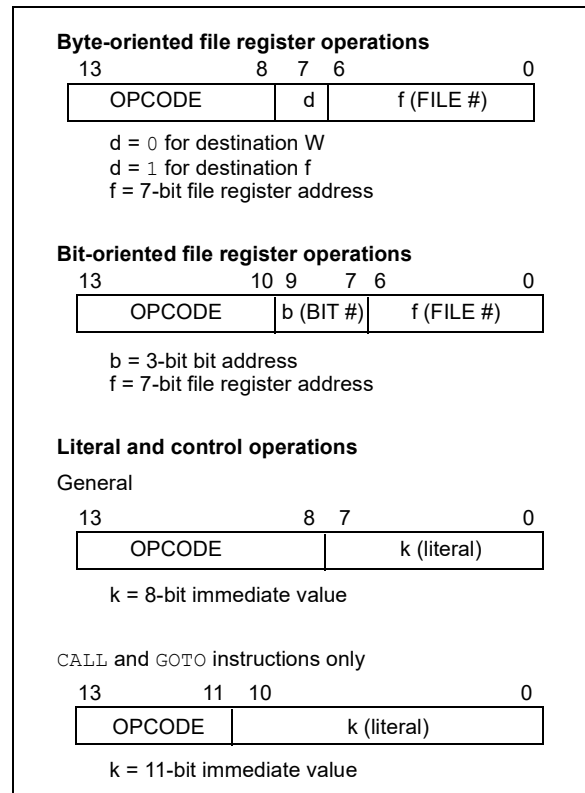 Byte-oriented file register operations
13 8 7 6 0
OPCODE d f (FILE #)
d = 0 for destination W
d = 1 for destination f
f = 7-bit file register address
Bit-oriented file register operations
13 10 9 7 6 0
OPCODE b (BIT #) f (FILE #)
b = 3-bit bit address
f = 7-bit file register address
Literal and control operations
General
13 8 7 0
OPCODE k (literal)
k = 8-bit immediate value
CALL and GOTO instructions only
13 11 10 0
OPCODE k (literal)
k = 11-bit immediate value